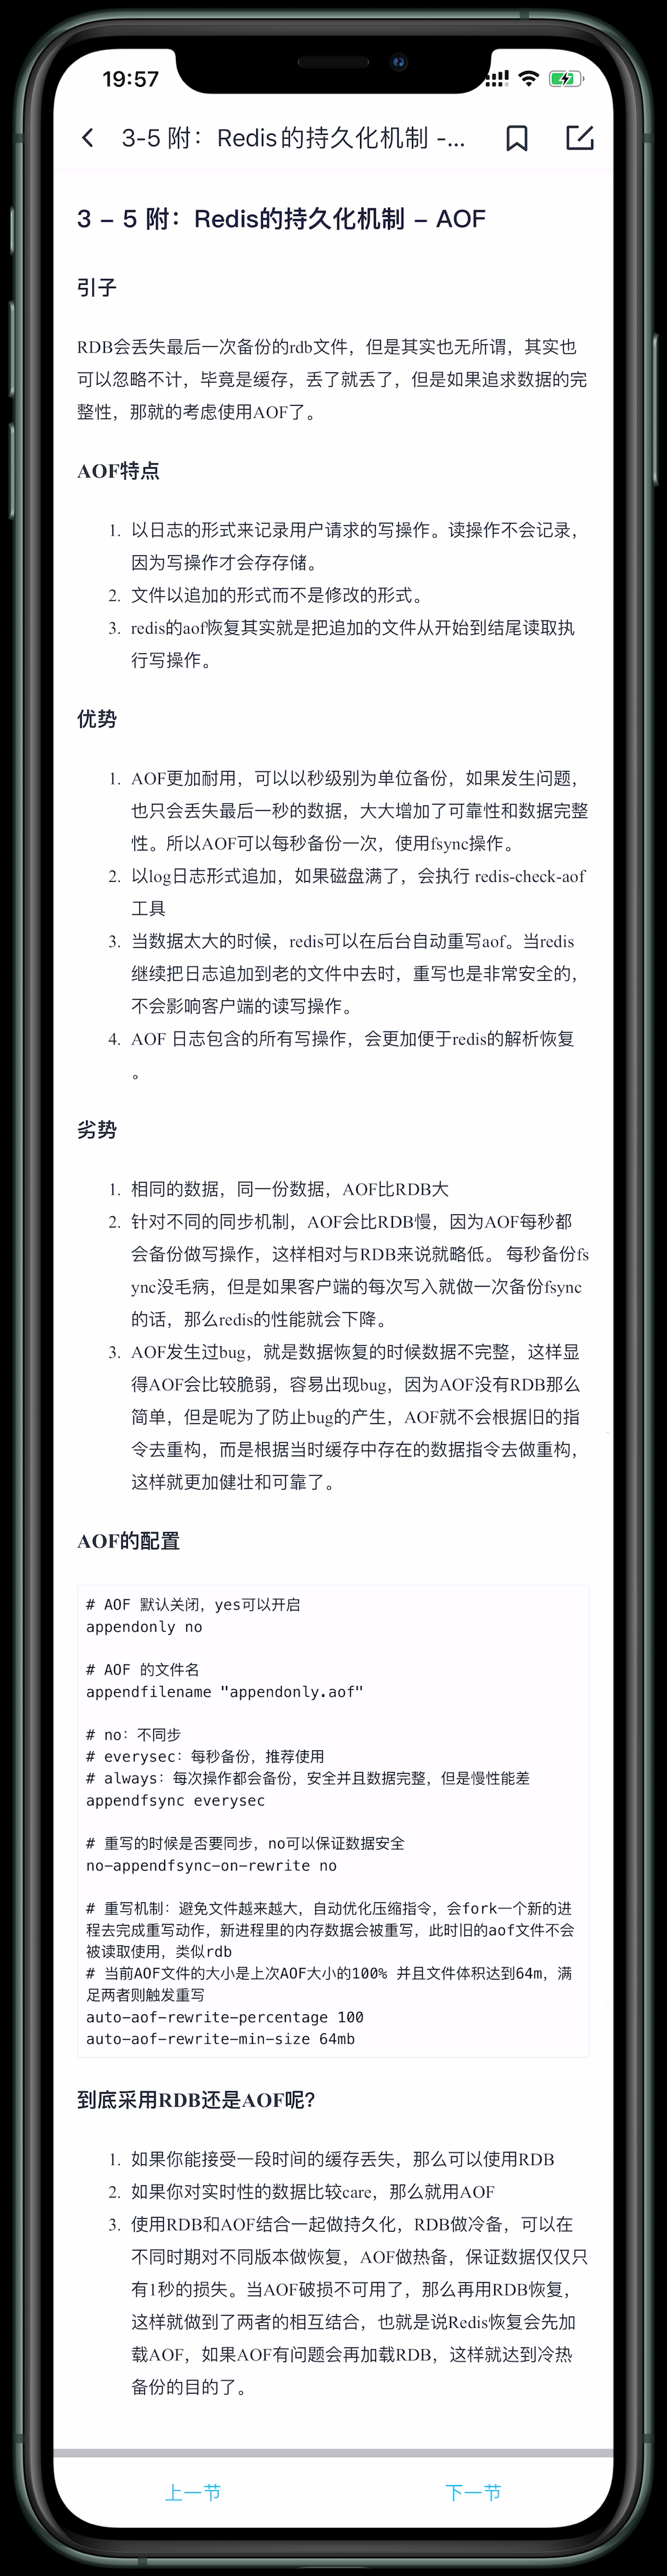 19:57
3-5 附：Redis的持久化机制 -...
3 – 5 附：Redis的持久化机制 – AOF
引子
RDB会丢失最后一次备份的rdb文件，但是其实也无所谓，其实也
可以忽略不计，毕竟是缓存，丢了就丢了，但是如果追求数据的完
整性，那就的考虑使用AOF了。
AOF特点
1. 以日志的形式来记录用户请求的写操作。读操作不会记录，
因为写操作才会存存储。
2. 文件以追加的形式而不是修改的形式。
3. redis的aof恢复其实就是把追加的文件从开始到结尾读取执
行写操作。
优势
1. AOF更加耐用，可以以秒级别为单位备份，如果发生问题，
也只会丢失最后一秒的数据，大大增加了可靠性和数据完整
性。所以AOF可以每秒备份一次，使用fsync操作。
2. 以log日志形式追加，如果磁盘满了，会执行 redis-check-aof
工具
3. 当数据太大的时候，redis可以在后台自动重写aof。当redis
继续把日志追加到老的文件中去时，重写也是非常安全的，
不会影响客户端的读写操作。
4. AOF 日志包含的所有写操作，会更加便于redis的解析恢复
。
劣势
1. 相同的数据，同一份数据，AOF比RDB大
2. 针对不同的同步机制，AOF会比RDB慢，因为AOF每秒都
会备份做写操作，这样相对与RDB来说就略低。 每秒备份fs
ync没毛病，但是如果客户端的每次写入就做一次备份fsync
的话，那么redis的性能就会下降。
3. AOF发生过bug，就是数据恢复的时候数据不完整，这样显
得AOF会比较脆弱，容易出现bug，因为AOF没有RDB那么
简单，但是呢为了防止bug的产生，AOF就不会根据旧的指
令去重构，而是根据当时缓存中存在的数据指令去做重构，
这样就更加健壮和可靠了。
AOF的配置
# AOF 默认关闭，yes可以开启
appendonly no
# AOF 的文件名
appendfilename "appendonly.aof"
# no：不同步
# everysec：每秒备份，推荐使用
# always：每次操作都会备份，安全并且数据完整，但是慢性能差
appendfsync everysec
# 重写的时候是否要同步，no可以保证数据安全
no-appendfsync-on-rewrite no
# 重写机制：避免文件越来越大，自动优化压缩指令，会fork一个新的进
程去完成重写动作，新进程里的内存数据会被重写，此时旧的aof文件不会
被读取使用，类似rdb
# 当前AOF文件的大小是上次AOF大小的100% 并且文件体积达到64m，满
足两者则触发重写
auto-aof-rewrite-percentage 100
auto-aof-rewrite-min-size 64mb
到底采用RDB还是AOF呢？
1. 如果你能接受一段时间的缓存丢失，那么可以使用RDB
2. 如果你对实时性的数据比较care，那么就用AOF
3. 使用RDB和AOF结合一起做持久化，RDB做冷备，可以在
不同时期对不同版本做恢复，AOF做热备，保证数据仅仅只
有1秒的损失。当AOF破损不可用了，那么再用RDB恢复，
这样就做到了两者的相互结合，也就是说Redis恢复会先加
载AOF，如果AOF有问题会再加载RDB，这样就达到冷热
备份的目的了。
上一节 下一节